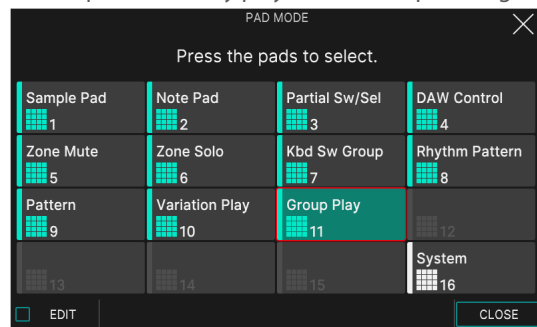 PAD MODE
Press the pads to select.
Sample Pad
1
Note Pad
2
Partial Sw/Sel
3
DAW Control
4
Zone Mute
5
Zone Solo
6
Kbd Sw Group
7
Rhythm Pattern
8
Pattern
9
Variation Play
10
Group Play
11
12
13
14
15
System
16
EDIT
CLOSE